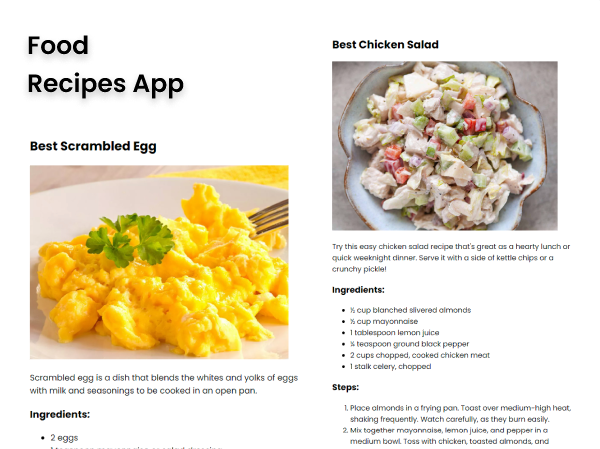 Food
Recipes App
Best Scrambled Egg
Scrambled egg is a dish that blends the whites and yolks of eggs
with milk and seasonings to be cooked in an open pan.
Ingredients:
2 eggs
Best Chicken Salad
Try this easy chicken salad recipe that's great as a hearty lunch or
quick weeknight dinner. Serve it with a side of kettle chips or a
crunchy pickle!
Ingredients:
½ cup blanched slivered almonds
½ cup mayonnaise
1 tablespoon lemon juice
¼ teaspoon ground black pepper
2 cups chopped, cooked chicken meat
1 stalk celery, chopped
Steps:
1. Place almonds in a frying pan. Toast over medium-high heat,
shaking frequently. Watch carefully, as they burn easily.
2. Mix together mayonnaise, lemon juice, and pepper in a
medium bowl. Toss with chicken, toasted almonds, and